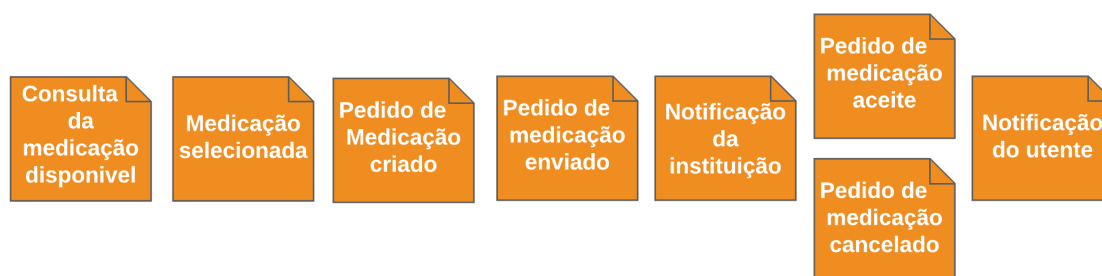 Consulta
da
medicação
disponivel
Medicação
selecionada
Pedido de
Medicação
criado
Pedido de
medicação
enviado
Notificação
da
instituição
Pedido de
medicação
aceite
Pedido de
medicação
cancelado
Notificação
do utente